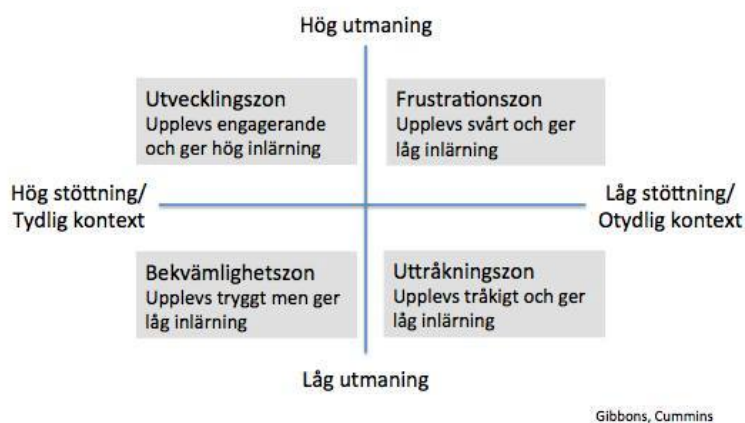 Hög utmaning
Utvecklingszon
Upplevs engagerande
och ger hög inlärning
Frustrationszon
Upplevs svårt och ger
låg inlärning
Hög stöttning/
Tydlig kontext
Låg stöttning/
Otydlig kontext
Bekvämlighetszon
Upplevs tryggt men ger
låg inlärning
Uttråkningszon
Upplevs tråkigt och ger
låg inlärning
Låg utmaning
Gibbons, Cummins